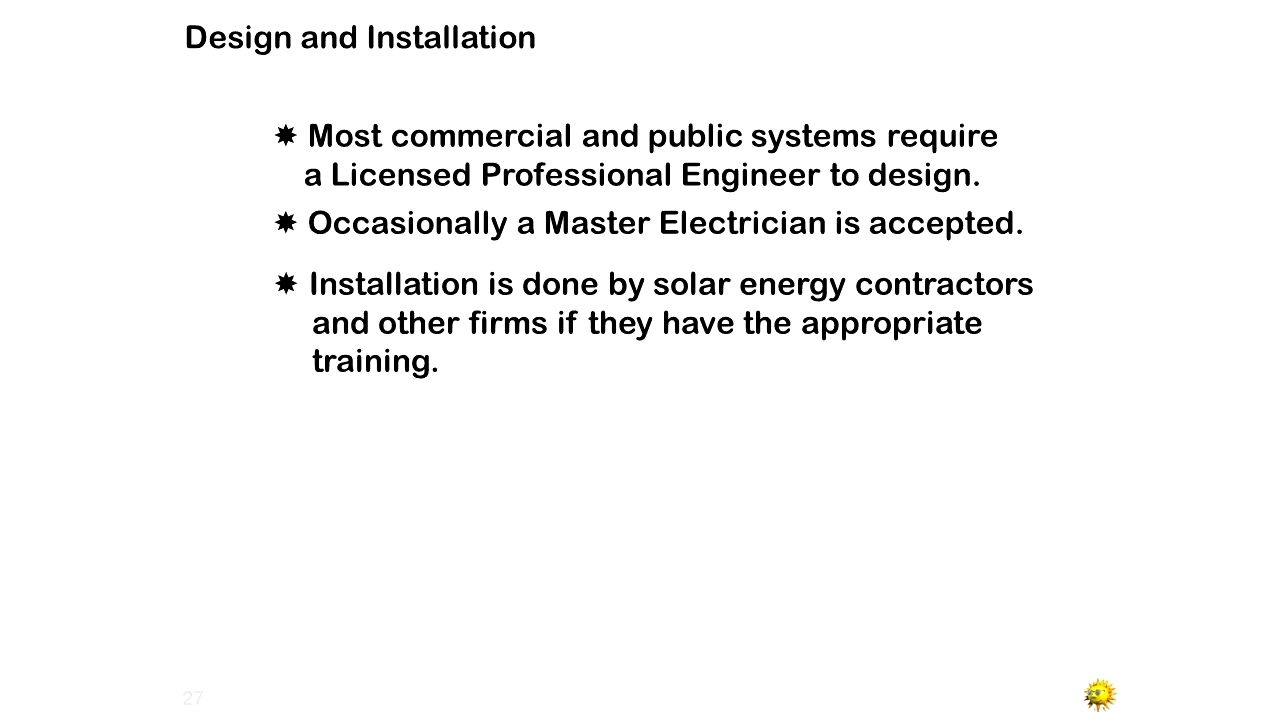 Design and Installation
✸ Most commercial and public systems require
a Licensed Professional Engineer to design.
✸ Occasionally a Master Electrician is accepted.
✸ Installation is done by solar energy contractors
and other firms if they have the appropriate
training.
27